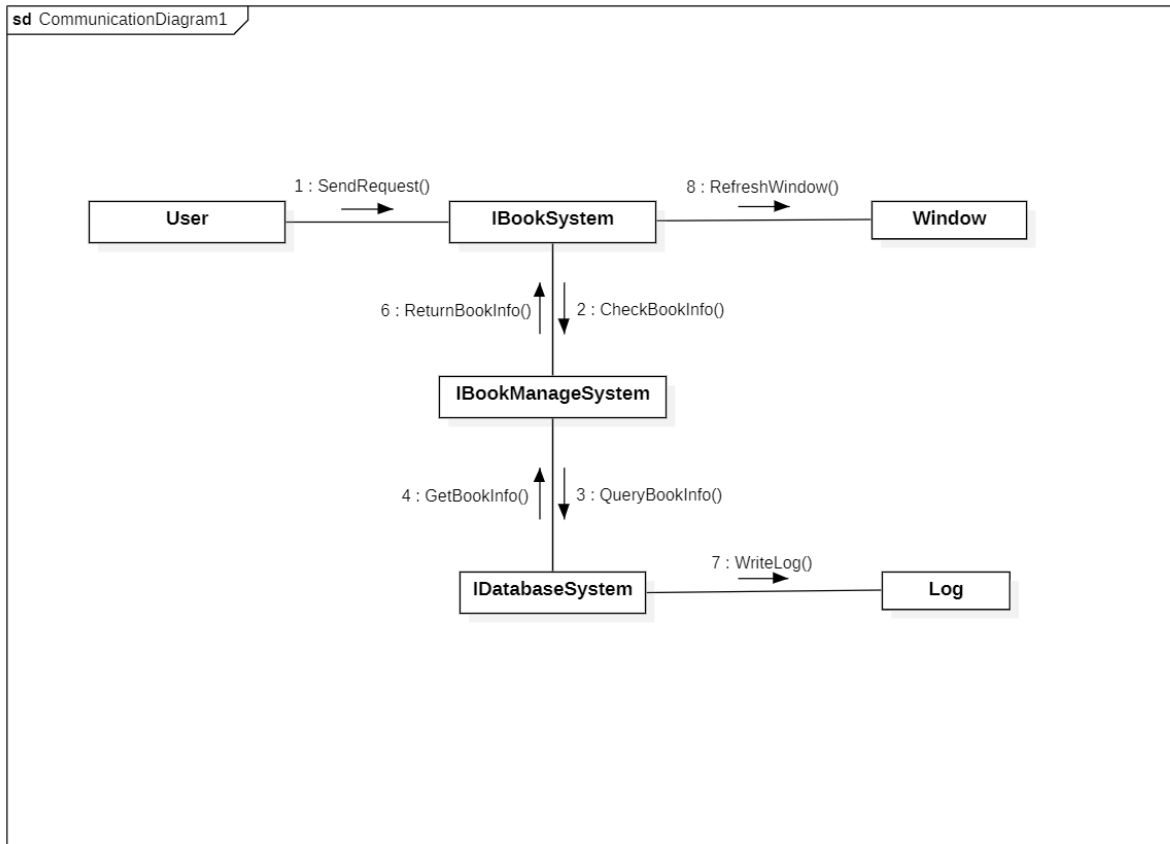 sd CommunicationDiagram1
1 : SendRequest()
8 : RefreshWindow()
User
IBookSystem
Window
6 : ReturnBookInfo()
2 : CheckBookInfo()
IBookManageSystem
4 : GetBookInfo()
3 : QueryBookInfo()
7 : WriteLog()
IDatabaseSystem
Log